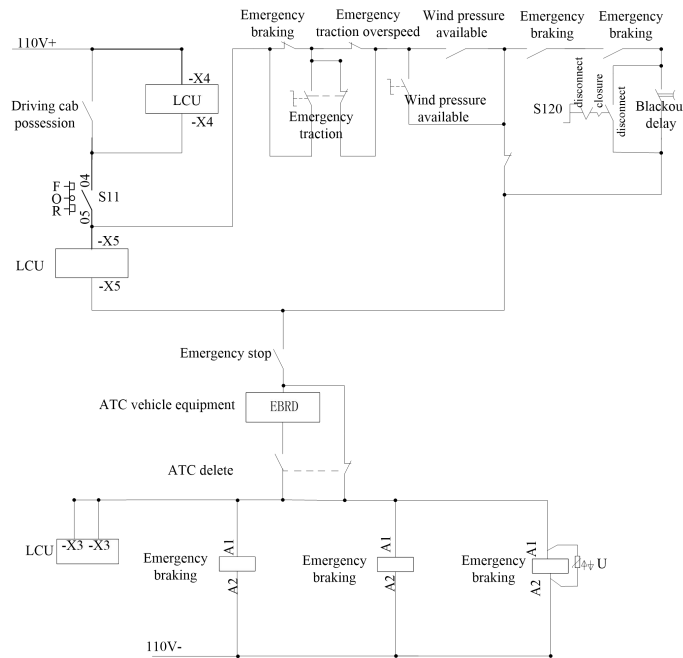 110V+
-X4
LCU
-X4
Driving cab
possession
Emergency
braking
Emergency
traction overspeed
Wind pressure
available
Emergency
braking
Emergency
braking
Emergency
traction
Wind pressure
available
S120
disconnect
closure
disconnect
Blackou
delay
F
O
R
04
05
S11
-X5
LCU
-X5
Emergency stop
ATC vehicle equipment
EBRD
ATC delete
LCU
-X3 -X3
Emergency
braking
A1
A2
Emergency
braking
A1
A2
Emergency
braking
A1
A2
U
110V-